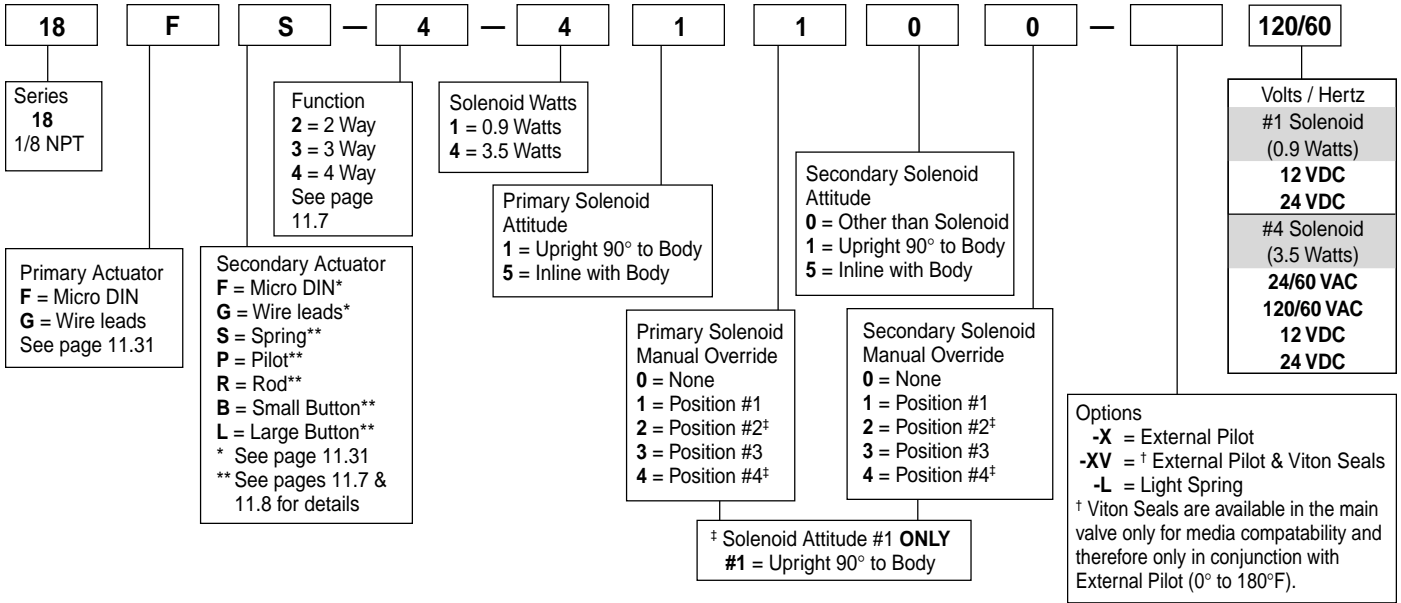 18 F S — 4 — 4 1 1 0 0 — 120/60
Series
18
1/8 NPT
Primary Actuator
F = Micro DIN
G = Wire leads
See page 11.31
Secondary Actuator
F = Micro DIN*
G = Wire leads*
S = Spring**
P = Pilot**
R = Rod**
B = Small Button**
L = Large Button**
* See page 11.31
** See pages 11.7 &
11.8 for details
Function
2 = 2 Way
3 = 3 Way
4 = 4 Way
See page
11.7
Solenoid Watts
1 = 0.9 Watts
4 = 3.5 Watts
Primary Solenoid
Attitude
1 = Upright 90° to Body
5 = Inline with Body
Primary Solenoid
Manual Override
0 = None
1 = Position #1
2 = Position #2‡
3 = Position #3
4 = Position #4‡
Secondary Solenoid
Attitude
0 = Other than Solenoid
1 = Upright 90° to Body
5 = Inline with Body
Secondary Solenoid
Manual Override
0 = None
1 = Position #1
2 = Position #2‡
3 = Position #3
4 = Position #4‡
‡ Solenoid Attitude #1 ONLY
#1 = Upright 90° to Body
Options
-X = External Pilot
-XV = † External Pilot & Viton Seals
-L = Light Spring
† Viton Seals are available in the main
valve only for media compatability and
therefore only in conjunction with
External Pilot (0° to 180°F).
Volts / Hertz
#1 Solenoid
(0.9 Watts)
12 VDC
24 VDC
#4 Solenoid
(3.5 Watts)
24/60 VAC
120/60 VAC
12 VDC
24 VDC